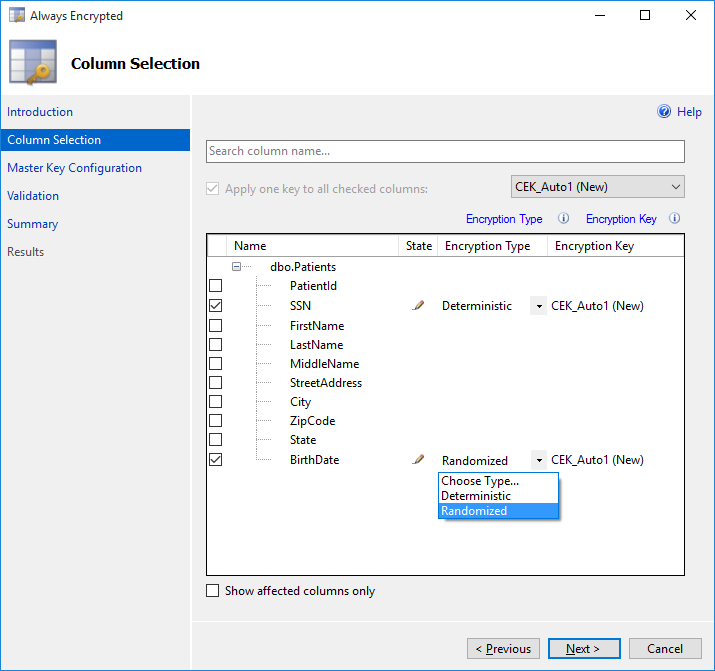 Always Encrypted
Column Selection
Introduction
Column Selection
Master Key Configuration
Validation
Summary
Results
Help
Search column name...
Apply one key to all checked columns:
CEK_Auto1 (New)
Encryption Type
Encryption Key
Name State Encryption Type Encryption Key
dbo.Patients
PatientId
SSN Deterministic CEK_Auto1 (New)
FirstName
LastName
MiddleName
StreetAddress
City
ZipCode
State
BirthDate Randomized CEK_Auto1 (New)
Choose Type...
Deterministic
Randomized
Show affected columns only
< Previous Next > Cancel